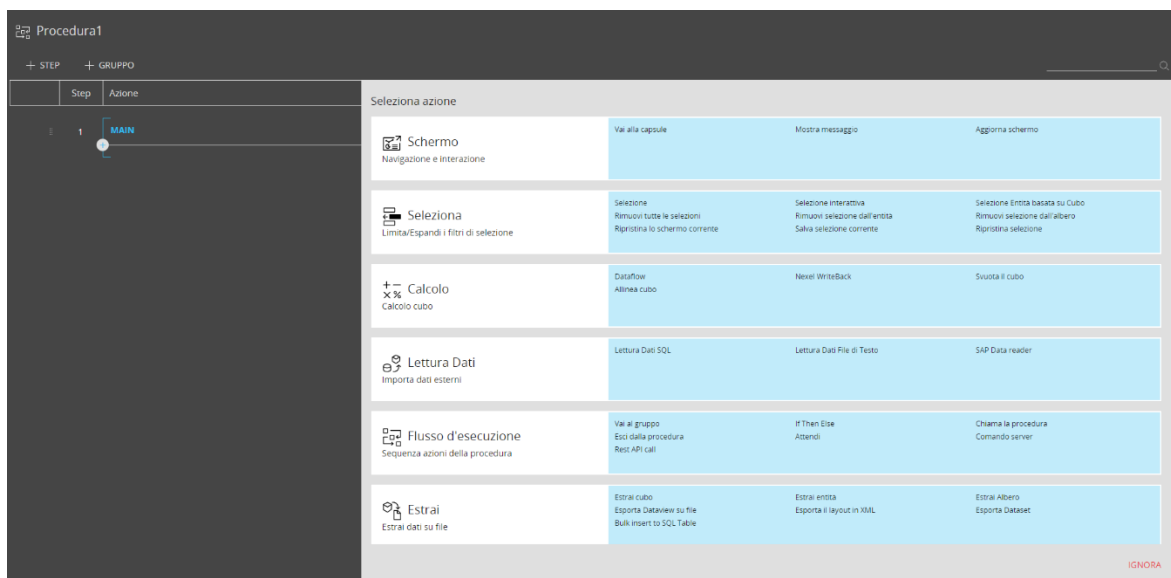 Procedura1
+ STEP + GRUPPO
Step Azione
1 MAIN
Seleziona azione
Schermo
Navigazione e interazione
Vai alla capsule Mostra messaggio Aggiorna schermo
Seleziona
Limita/Espandi i filtri di selezione
Selezione Selezione interattiva Selezione Entità basata su Cubo
Rimuovi tutte le selezioni Rimuovi selezione dall'entità Rimuovi selezione dall'albero
Ripristina lo schermo corrente Salva selezione corrente Ripristina selezione
Calcolo
Calcolo cubo
Dataflow Nexel WriteBack Svuota il cubo
Allinea cubo
Lettura Dati
Importa dati esterni
Lettura Dati SQL Lettura Dati File di Testo SAP Data reader
Flusso d'esecuzione
Sequenza azioni della procedura
Vai al gruppo If Then Else Chiama la procedura
Esci dalla procedura Attendi Comando server
Rest API call
Estrai
Estrai dati su file
Estrai cubo Estrai entità Estrai Albero
Esporta Dataview su file Esporta il layout in XML Esporta Dataset
Bulk insert to SQL Table
IGNORA